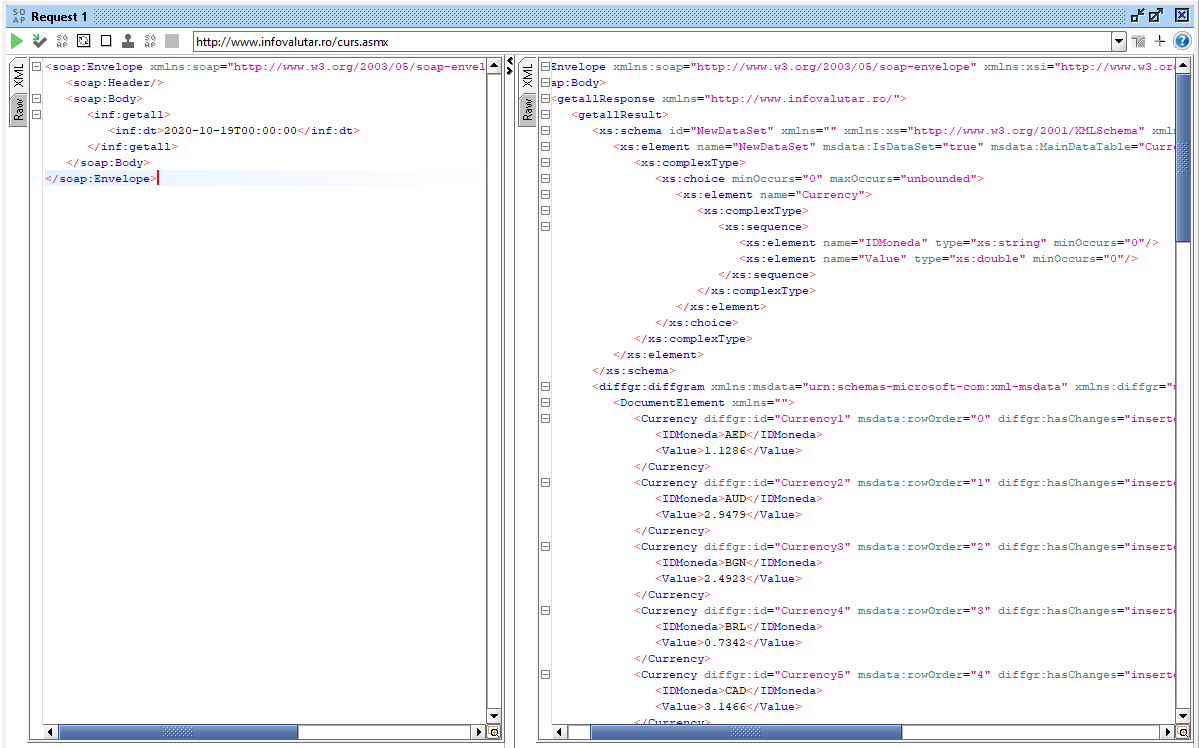 SO AP Request 1
http://www.infovalutar.ro/curs.asmx
XML
Raw
<soap:Envelope xmlns:soap="http://www.w3.org/2003/05/soap-envel
<soap:Header/>
<soap:Body>
<inf:getall>
<inf:dt>2020-10-19T00:00:00</inf:dt>
</inf:getall>
</soap:Body>
</soap:Envelope>
XML
Raw
Envelope xmlns:soap="http://www.w3.org/2003/05/soap-envelope" xmlns:xsi="http://www.w3.or
ap:Body>
<getallResponse xmlns="http://www.infovalutar.ro/">
<getallResult>
<xs:schema id="NewDataSet" xmlns="" xmlns:xs="http://www.w3.org/2001/XMLSchema" xml
<xs:element name="NewDataSet" msdata:IsDataSet="true" msdata:MainDataTable="Curr
<xs:complexType>
<xs:choice minOccurs="0" maxOccurs="unbounded">
<xs:element name="Currency">
<xs:complexType>
<xs:sequence>
<xs:element name="IDMoneda" type="xs:string" minOccurs="0"/>
<xs:element name="Value" type="xs:double" minOccurs="0"/>
</xs:sequence>
</xs:complexType>
</xs:element>
</xs:choice>
</xs:complexType>
</xs:element>
</xs:schema>
<diffgr:diffgram xmlns:msdata="urn:schemas-microsoft-com:xml-msdata" xmlns:diffgr="u
<DocumentElement xmlns="">
<Currency diffgr:id="Currency1" msdata:rowOrder="0" diffgr:hasChanges="inserte
<IDMoneda>AED</IDMoneda>
<Value>1.1286</Value>
</Currency>
<Currency diffgr:id="Currency2" msdata:rowOrder="1" diffgr:hasChanges="inserte
<IDMoneda>AUD</IDMoneda>
<Value>2.9479</Value>
</Currency>
<Currency diffgr:id="Currency3" msdata:rowOrder="2" diffgr:hasChanges="inserte
<IDMoneda>BGN</IDMoneda>
<Value>2.4923</Value>
</Currency>
<Currency diffgr:id="Currency4" msdata:rowOrder="3" diffgr:hasChanges="inserte
<IDMoneda>BRL</IDMoneda>
<Value>0.7342</Value>
</Currency>
<Currency diffgr:id="Currency5" msdata:rowOrder="4" diffgr:hasChanges="inserte
<IDMoneda>CAD</IDMoneda>
<Value>3.1466</Value>
</Currency>